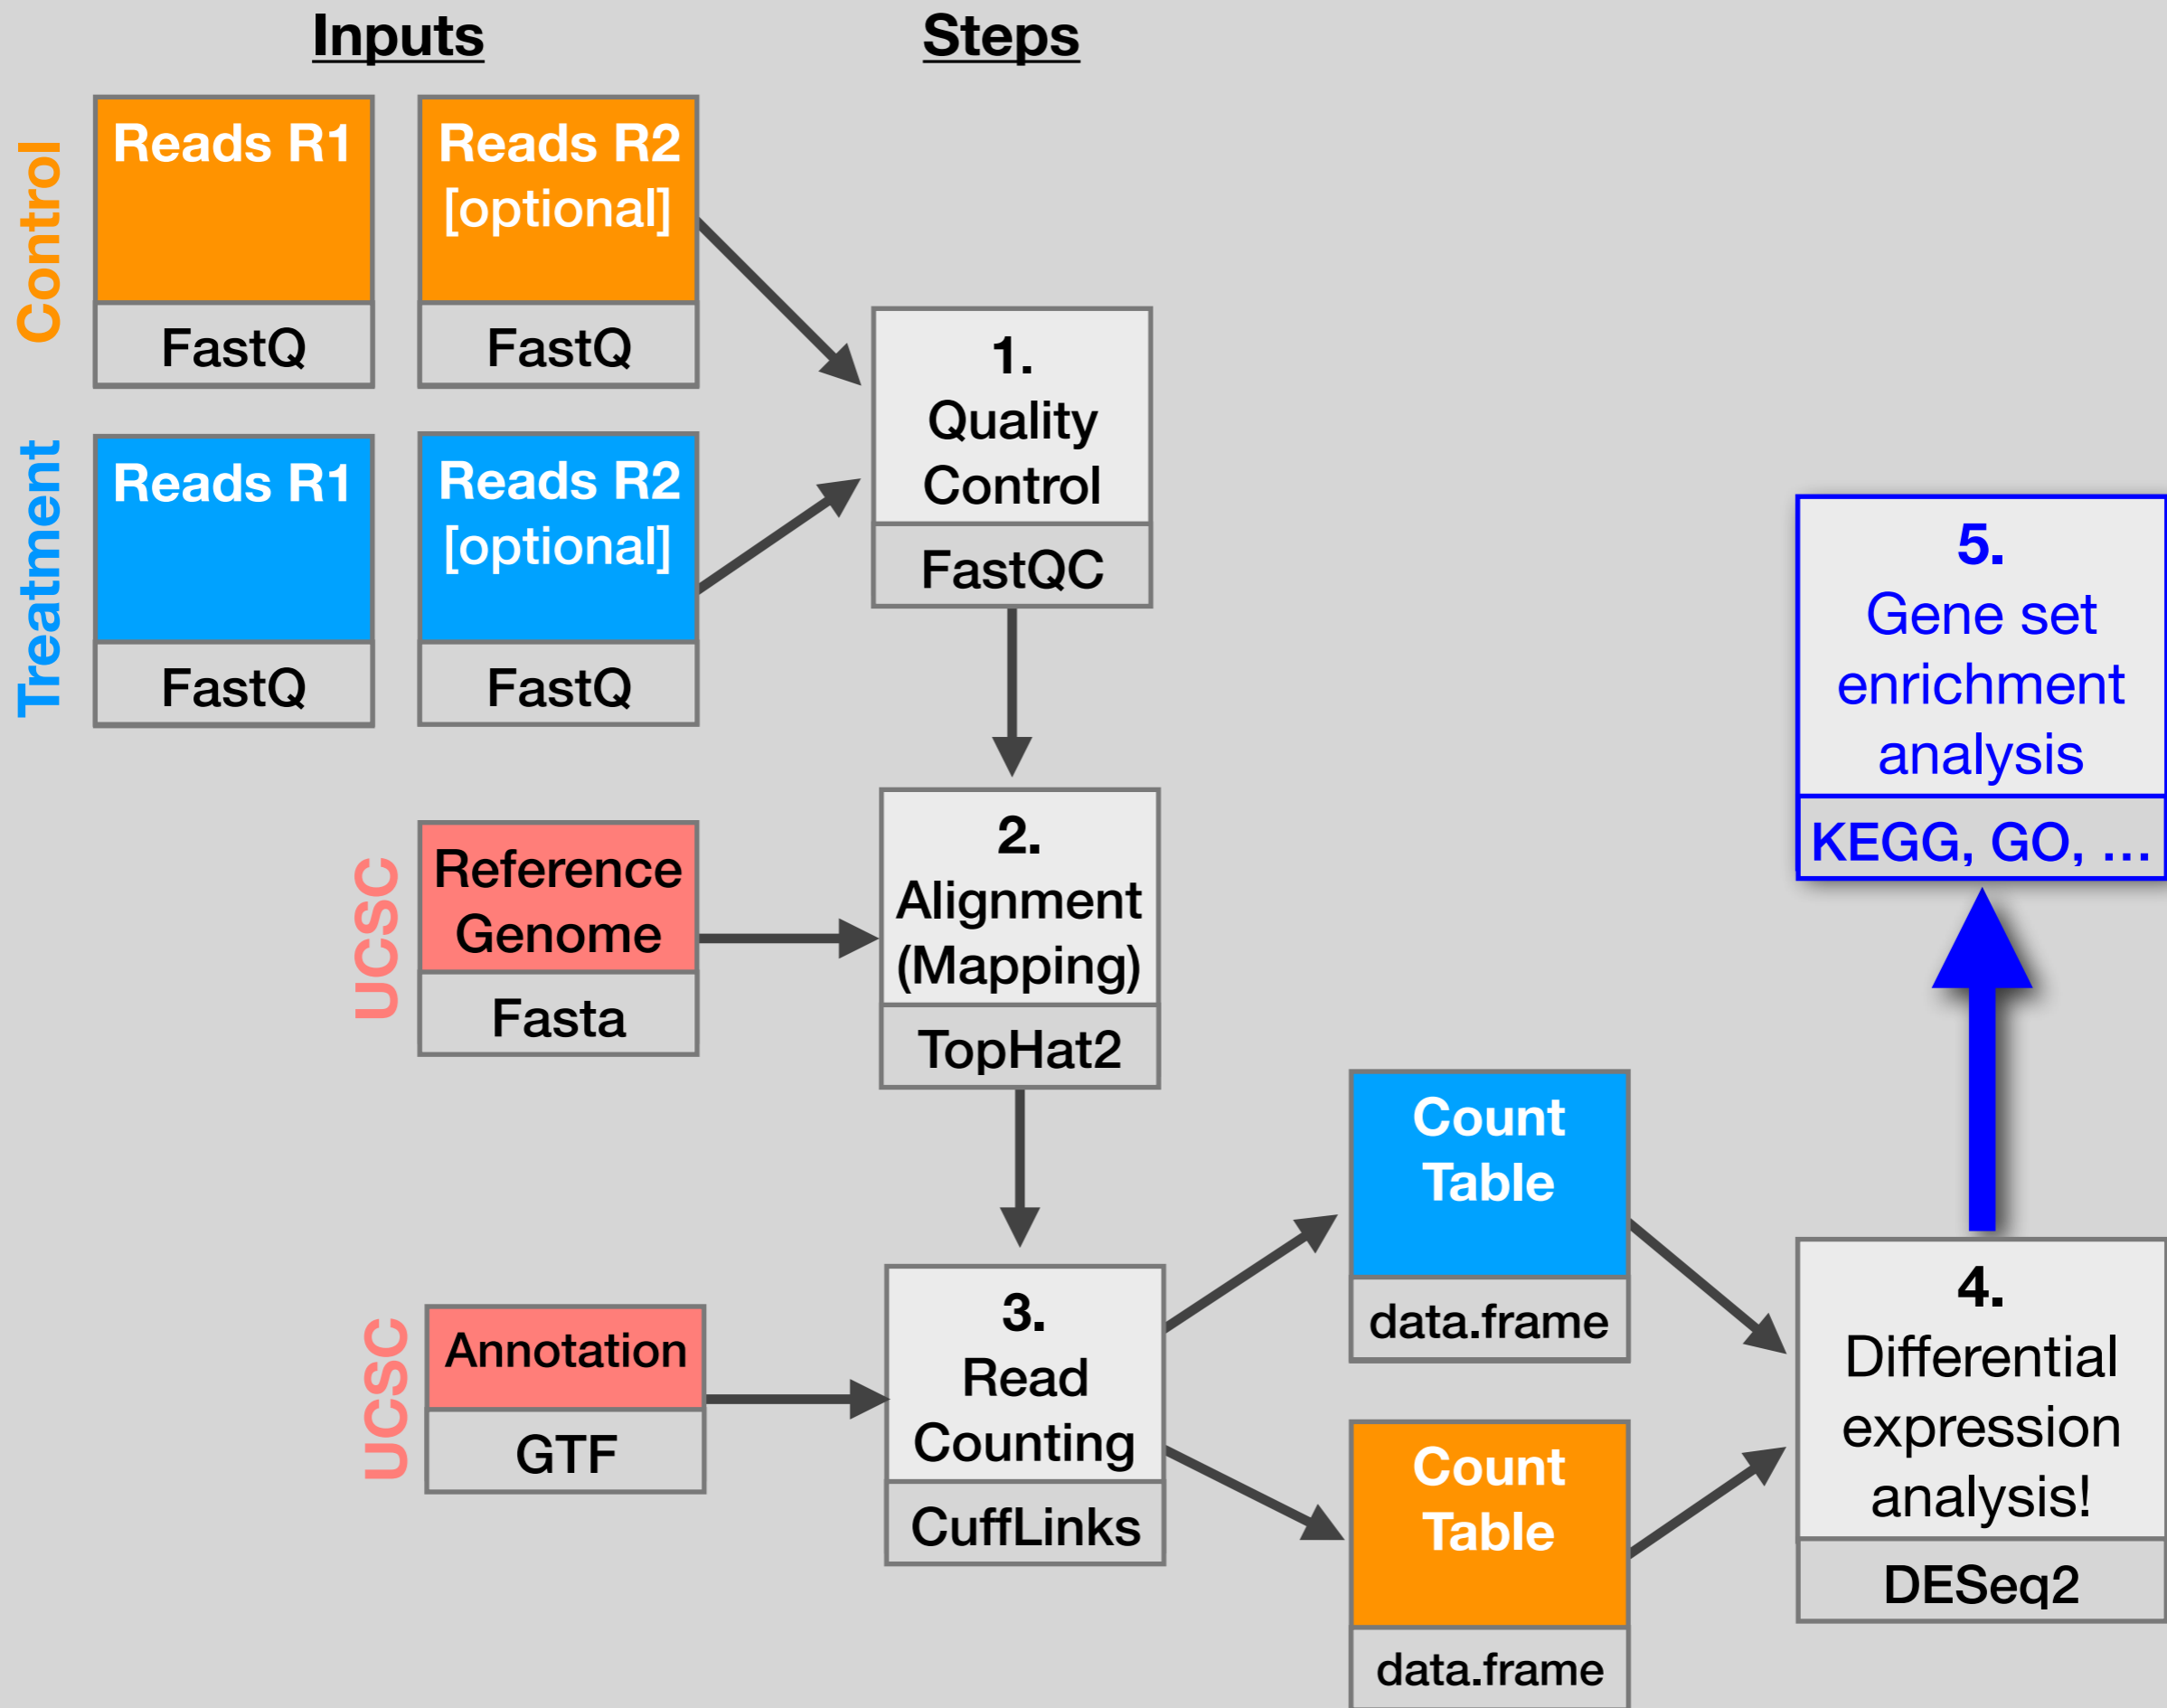 Inputs
Steps
Control
Reads R1
FastQ
Reads R2
[optional]
FastQ
Treatment
Reads R1
FastQ
Reads R2
[optional]
FastQ
1.
Quality
Control
FastQC
UCSC
Reference
Genome
Fasta
2.
Alignment
(Mapping)
TopHat2
UCSC
Annotation
GTF
3.
Read
Counting
CuffLinks
Count
Table
data.frame
Count
Table
data.frame
4.
Differential
expression
analysis!
DESeq2
5.
Gene set
enrichment
analysis
KEGG, GO, …